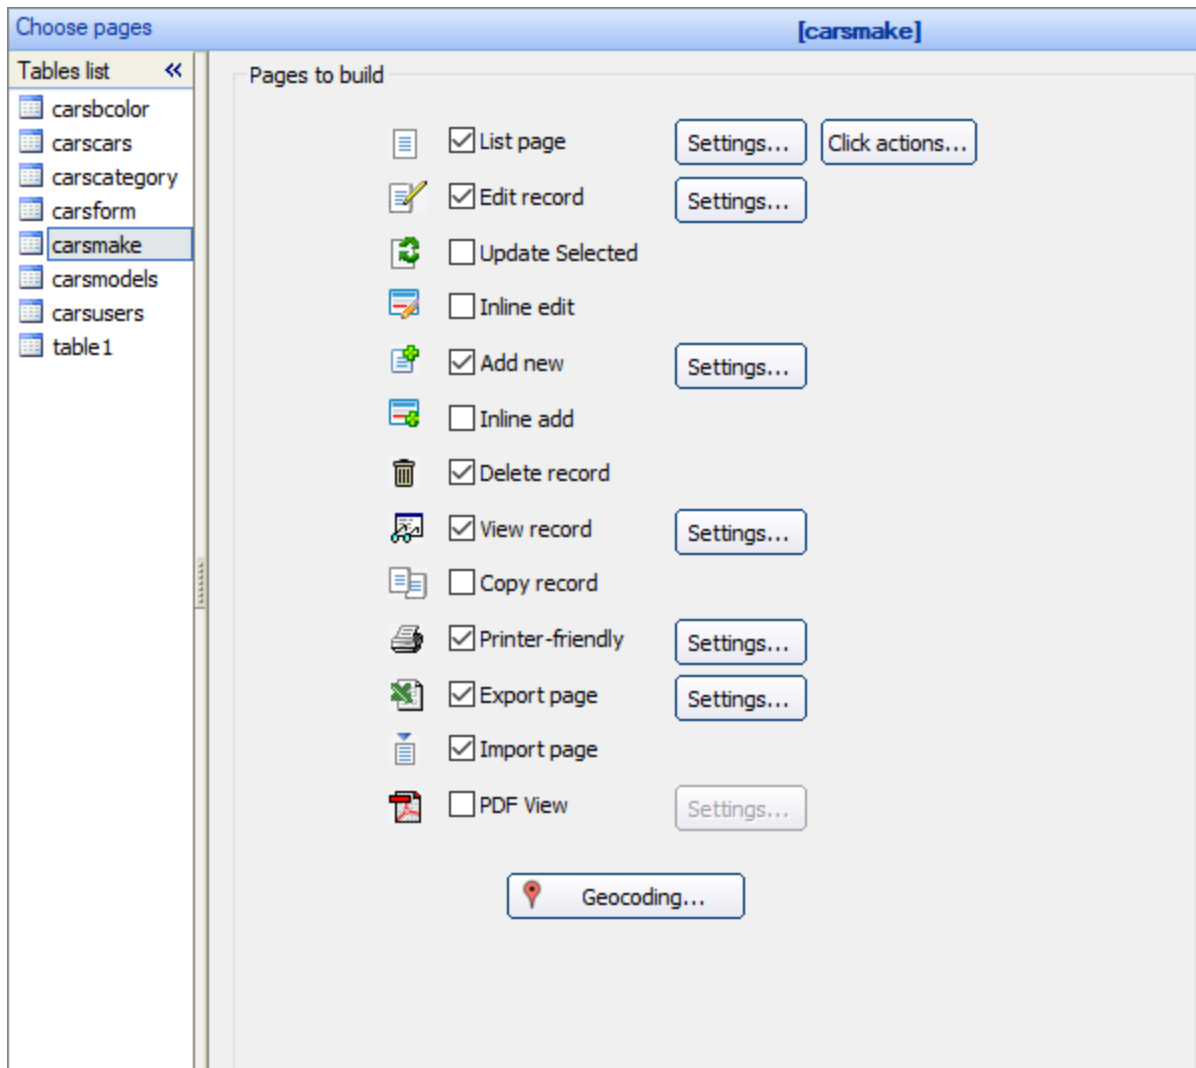 Choose pages
[carsmake]
Tables list «
Pages to build
carsbcolor
carscars
carscategory
carsform
carsmake
carsmodels
carsusers
table1
List page Settings... Click actions...
Edit record Settings...
Update Selected
Inline edit
Add new Settings...
Inline add
Delete record
View record Settings...
Copy record
Printer-friendly Settings...
Export page Settings...
Import page
PDF View Settings...
Geocoding...